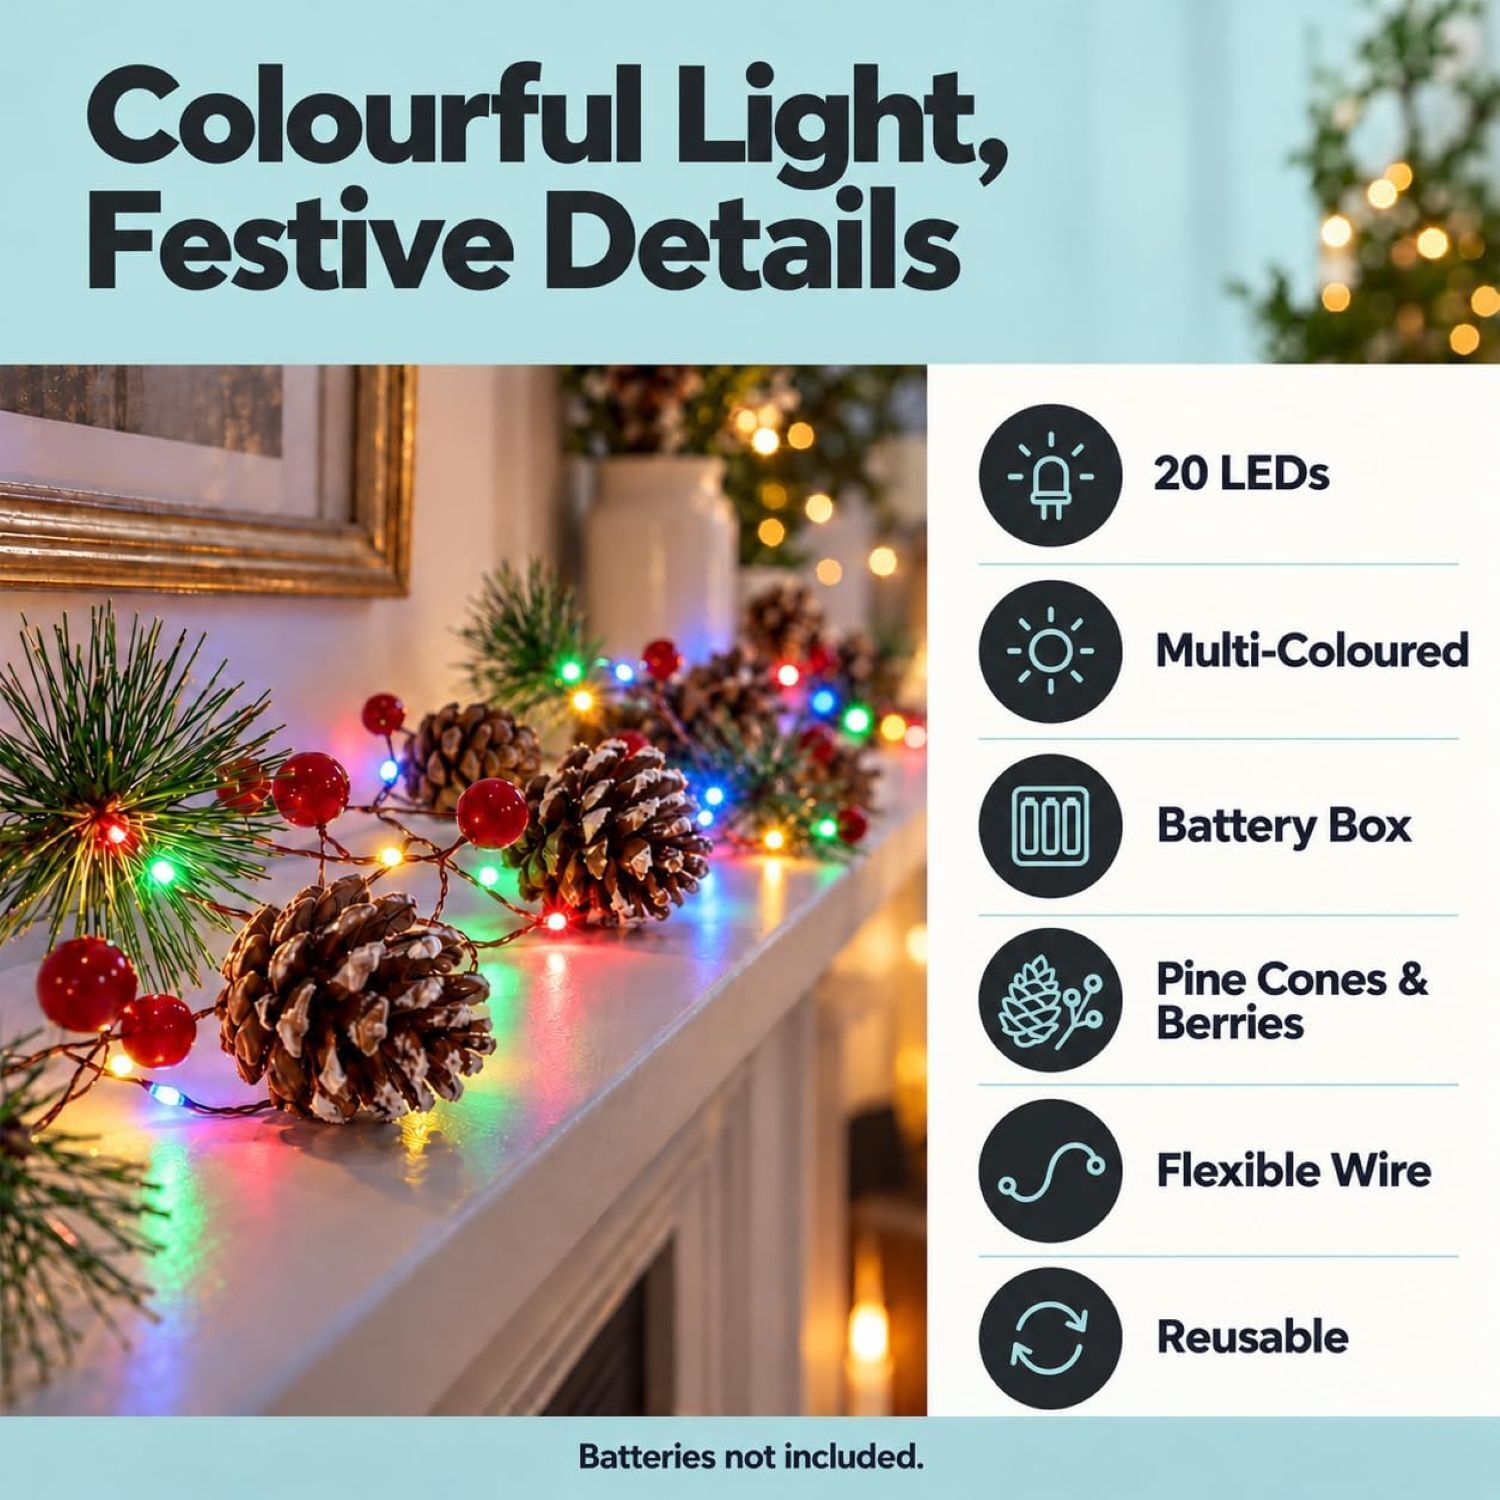 Colourful Light,
Festive Details
20 LEDs
Multi-Coloured
Battery Box
Pine Cones &
Berries
Flexible Wire
Reusable
Batteries not included.